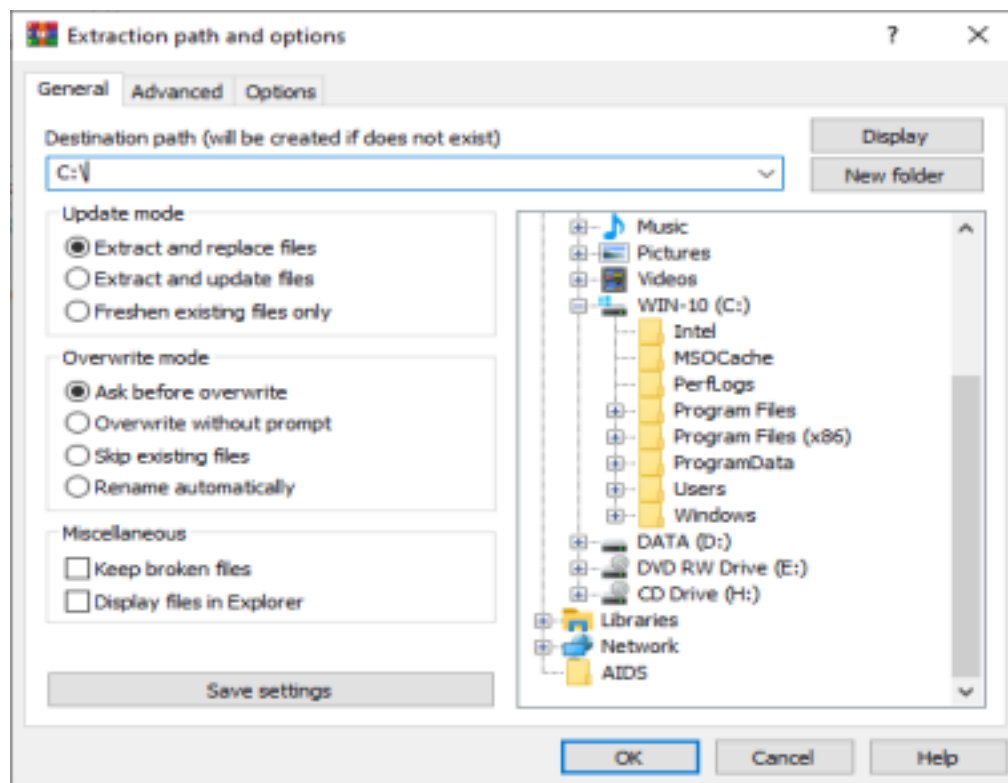 Extraction path and options
General Advanced Options
Destination path (will be created if does not exist)
Display
C:\
New folder
Update mode
Extract and replace files
Extract and update files
Freshen existing files only
Overwrite mode
Ask before overwrite
Overwrite without prompt
Skip existing files
Rename automatically
Miscellaneous
Keep broken files
Display files in Explorer
Save settings
Music
Pictures
Videos
WIN-10 (C:)
Intel
MSOCache
PerfLogs
Program Files
Program Files (x86)
ProgramData
Users
Windows
DATA (D:)
DVD RW Drive (E:)
CD Drive (H:)
Libraries
Network
AIDS
OK Cancel Help